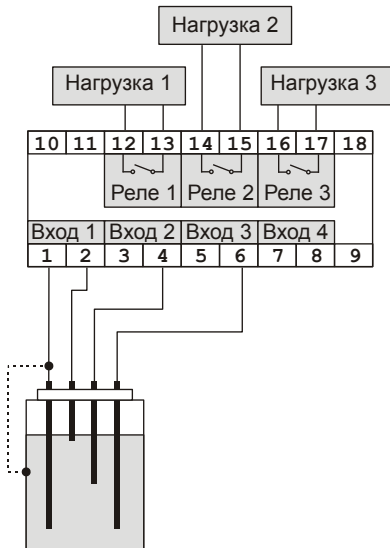 Нагрузка 2
Нагрузка 1 Нагрузка 3
10 11 12 13 14 15 16 17 18
Реле 1 Реле 2 Реле 3
Вход 1 Вход 2 Вход 3 Вход 4
1 2 3 4 5 6 7 8 9